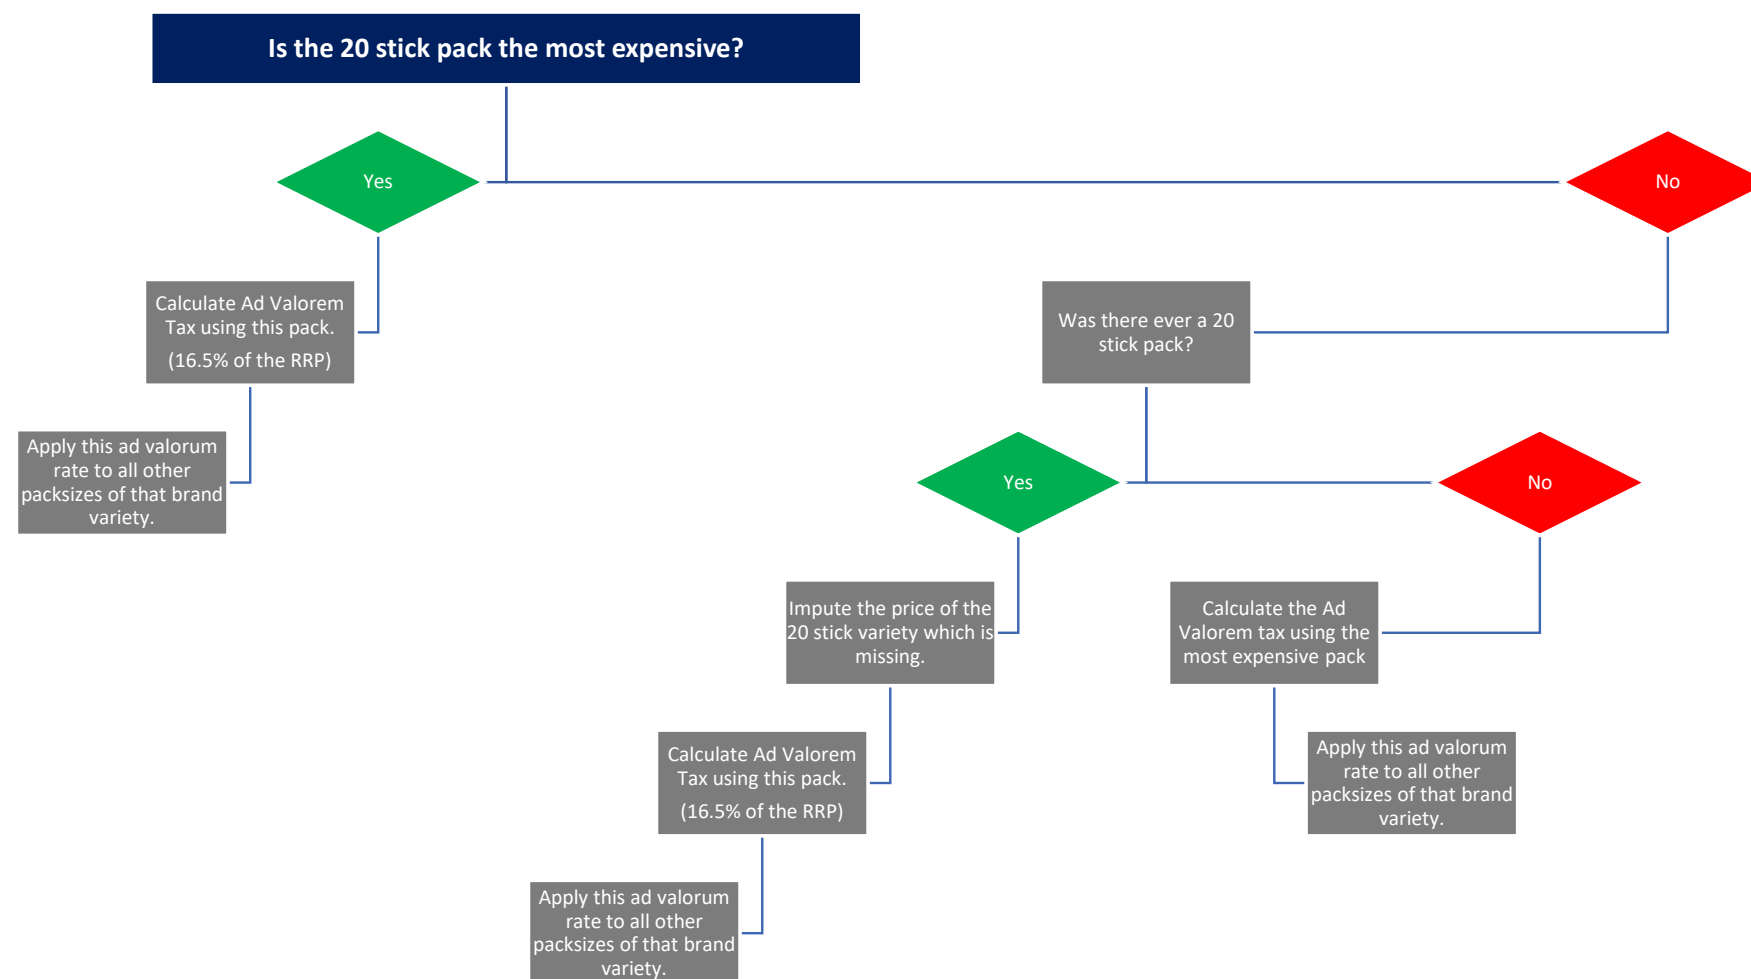 Is the 20 stick pack the most expensive?
Yes
No
Calculate Ad Valorem
Tax using this pack.
(16.5% of the RRP)
Was there ever a 20
stick pack?
Apply this ad valorum
rate to all other
packsizes of that brand
variety.
Yes
No
Impute the price of the
20 stick variety which is
missing.
Calculate the Ad
Valorem tax using the
most expensive pack
Calculate Ad Valorem
Tax using this pack.
(16.5% of the RRP)
Apply this ad valorum
rate to all other
packsizes of that brand
variety.
Apply this ad valorum
rate to all other
packsizes of that brand
variety.